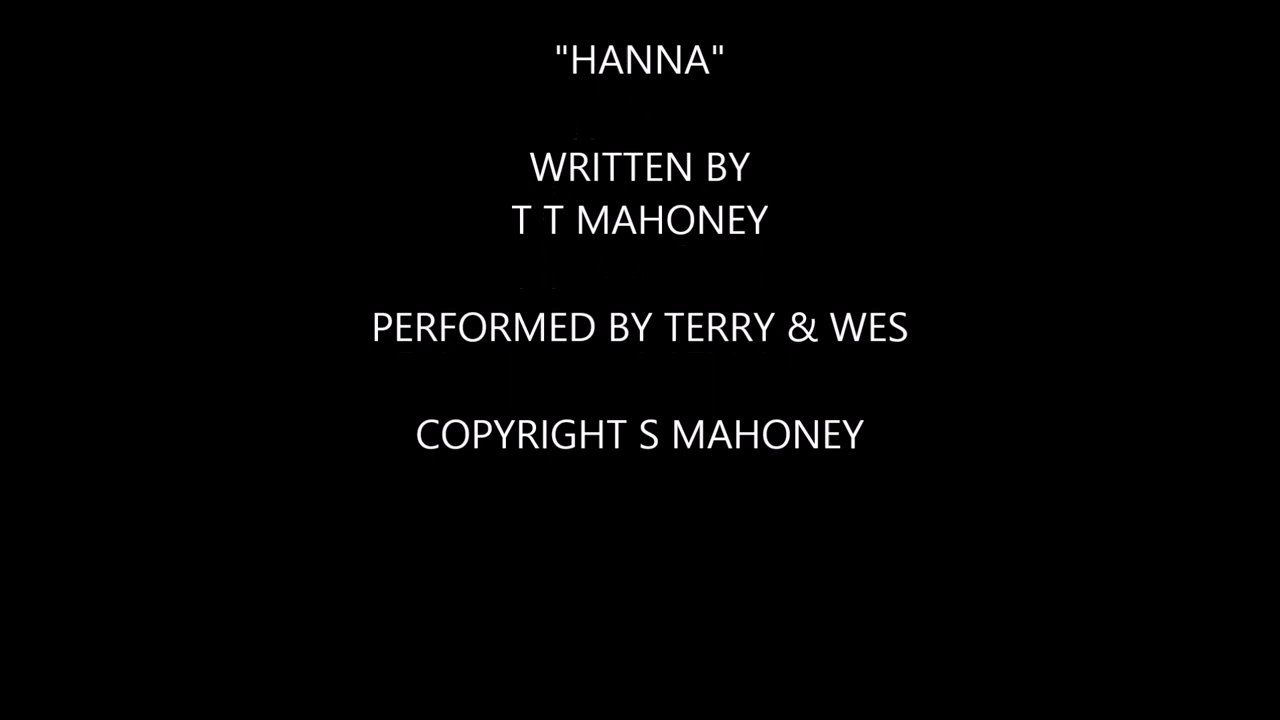 "HANNA"
WRITTEN BY
T T MAHONEY
PERFORMED BY TERRY & WES
COPYRIGHT S MAHONEY